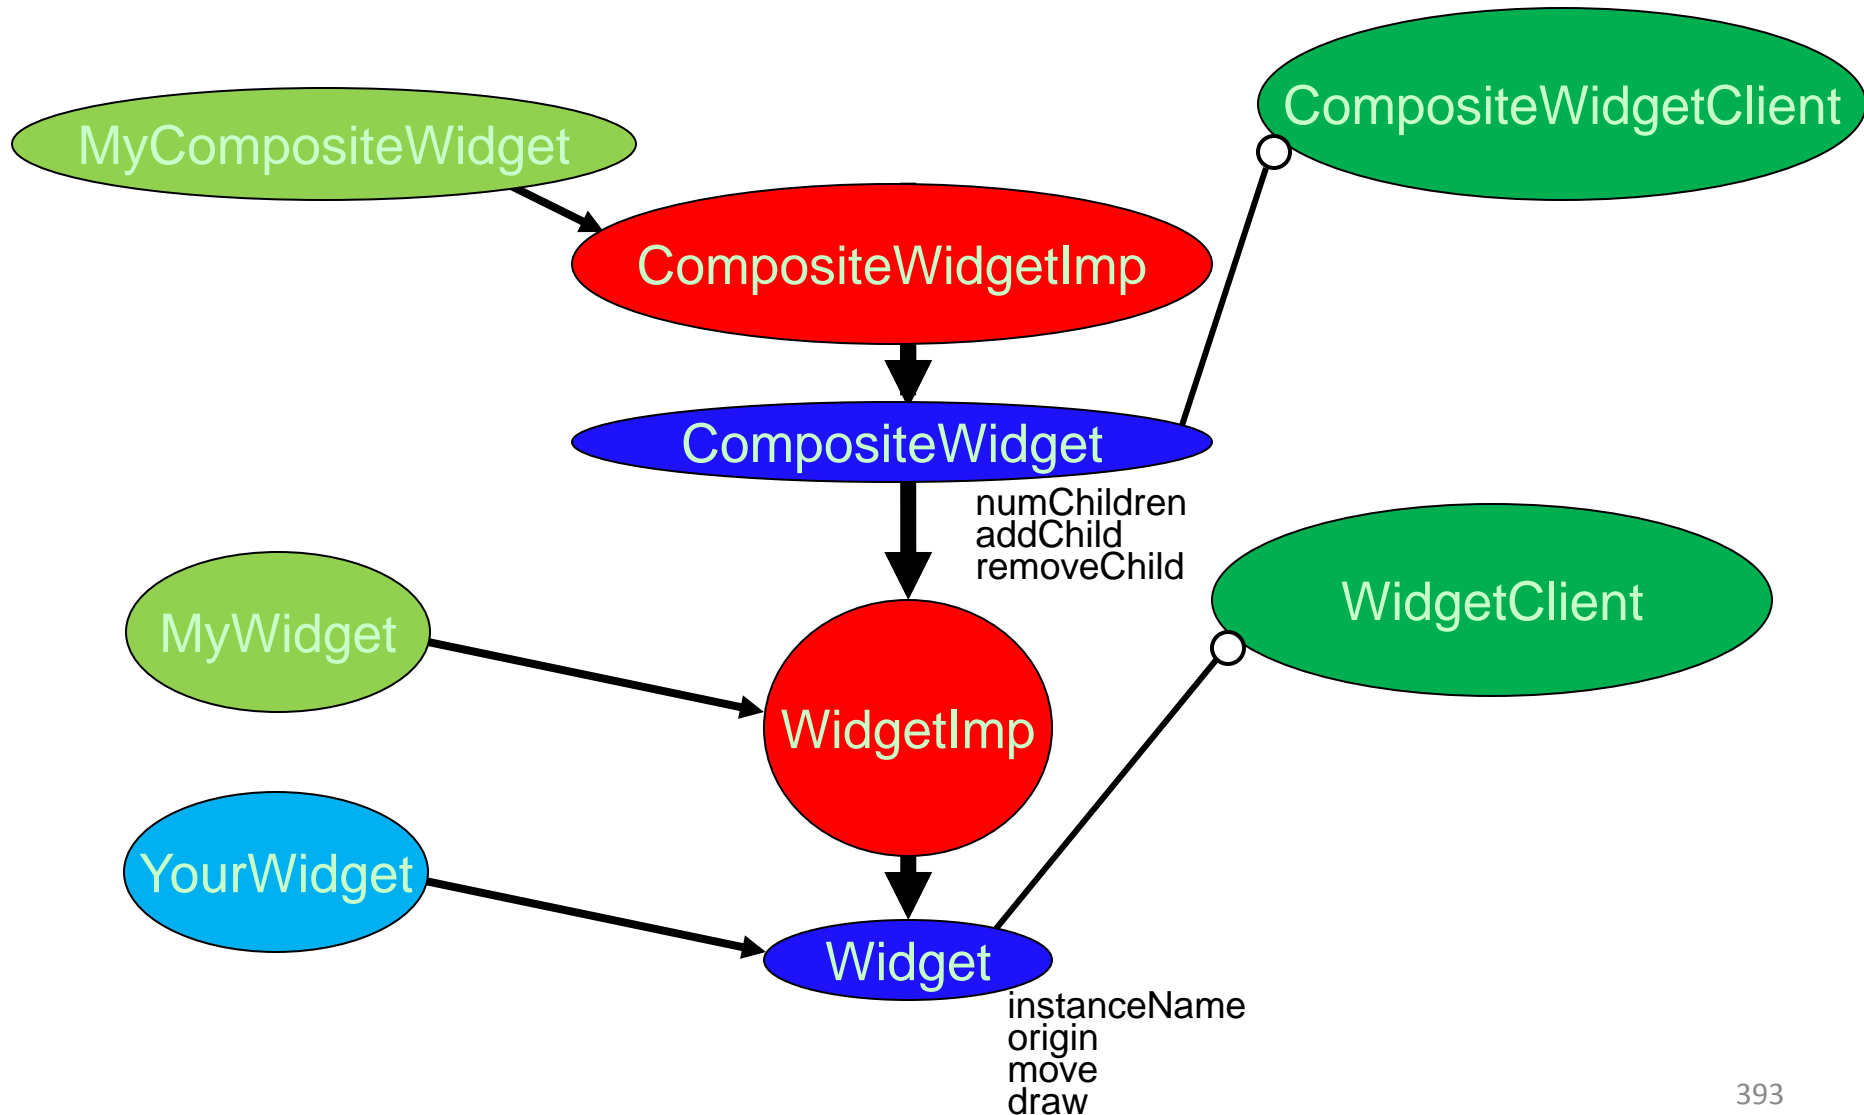 CompositeWidgetClient
MyCompositeWidget
CompositeWidgetImp
CompositeWidget
numChildren
addChild
removeChild
WidgetClient
MyWidget
WidgetImp
YourWidget
Widget
instanceName
origin
move
draw
393